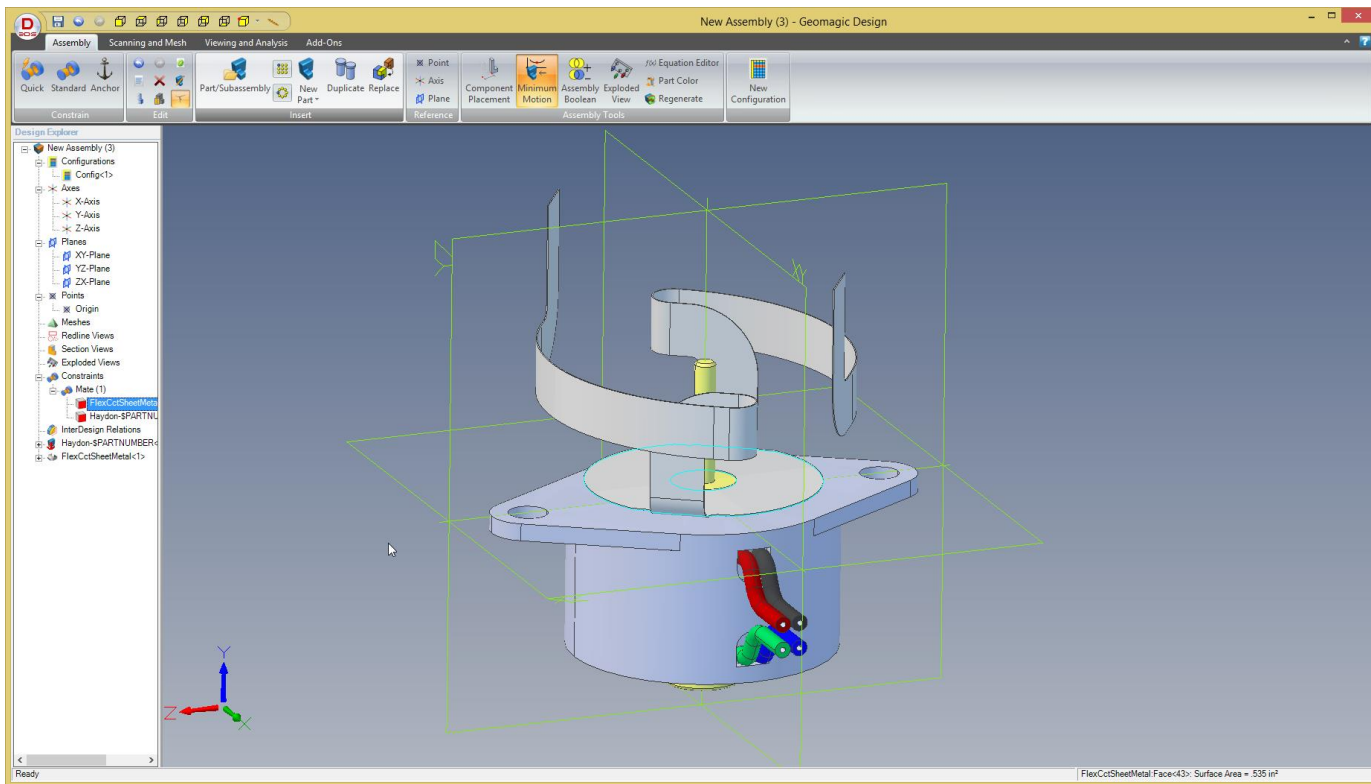 New Assembly (3) - Geomagic Design
D
Assembly Scanning and Mesh Viewing and Analysis Add-Ons
Quick Standard Anchor
Part/Subassembly New Part Duplicate Replace
Point
Axis
Plane
Component Placement Minimum Motion Assembly Boolean Exploded View
f(x) Equation Editor
Part Color
Regenerate
New Configuration
Constrain Edit Insert Reference Assembly Tools
Design Explorer
New Assembly (3)
Configurations
Config<1>
Axes
X-Axis
Y-Axis
Z-Axis
Planes
XY-Plane
YZ-Plane
ZX-Plane
Points
Origin
Meshes
Redline Views
Section Views
Exploded Views
Constraints
Mate (1)
FlexCctSheetMeta
Haydon-$PARTNU
InterDesign Relations
Haydon-$PARTNUMBER<
FlexCctSheetMetal<1>
XY
Y
Z
X
Ready
FlexCctSheetMetal:Face<43>: Surface Area = .535 in²